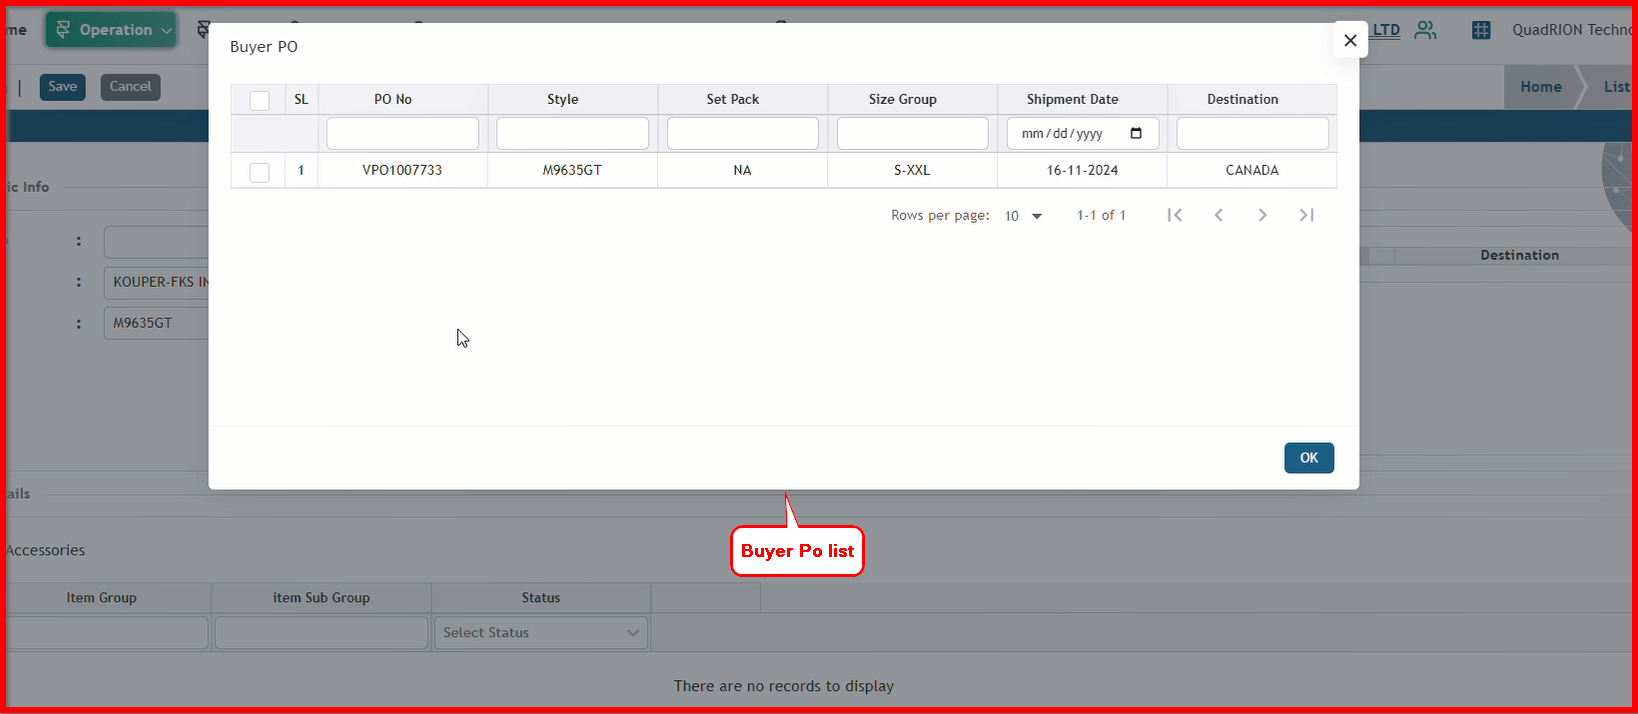 me Operation LTD QuadRION Techno
Buyer PO
| Save Cancel Home List
SL PO No Style Set Pack Size Group Shipment Date Destination
mm/dd/yyyy
1 VPO1007733 M9635GT NA S-XXL 16-11-2024 CANADA
ic Info
Rows per page: 10 1-1 of 1
:
Destination
: KOUPER-FKS IN
: M9635GT
OK
ails
Buyer Po list
Accessories
Item Group item Sub Group Status
Select Status
There are no records to display